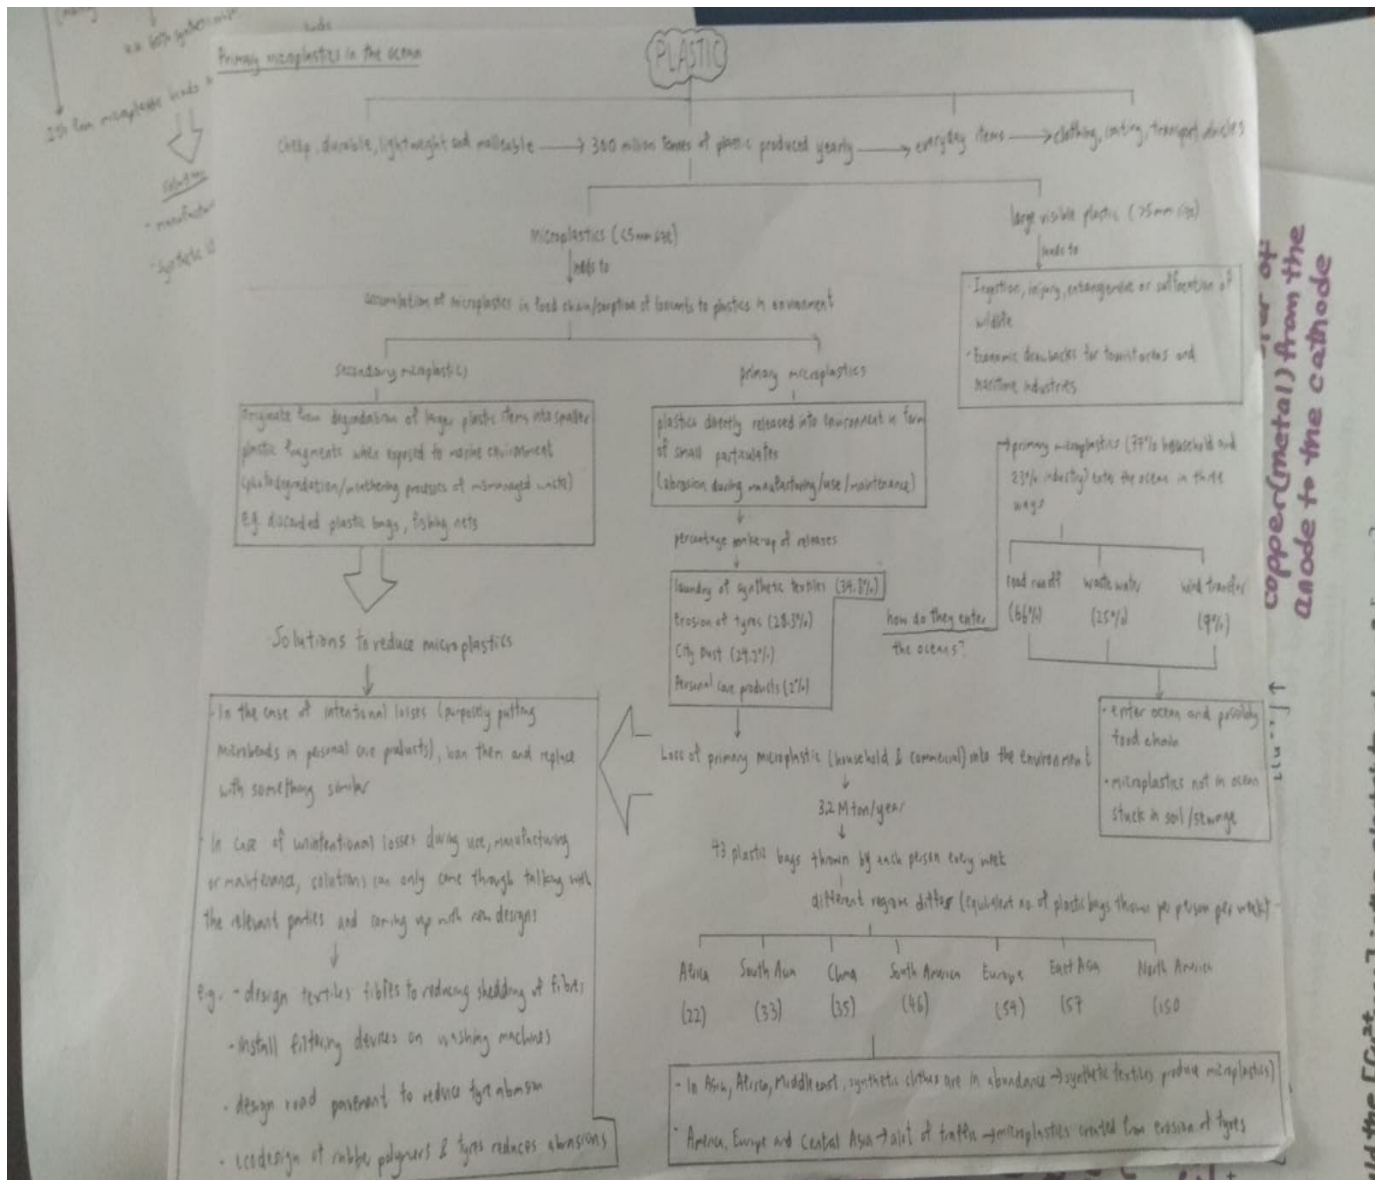 Primary microplastics in the ocean
PLASTIC
cheap, durable, lightweight and malleable → 300 million tonnes of plastic produced yearly → everyday items → clothing, coating, transport vehicles
microplastics (<5mm size)
large visible plastic (>5mm size)
leads to
leads to
accumulation of microplastics in food chain/sorption of toxicants to plastics in environment
- Ingestion, injury, entanglement or suffocation of
wildlife
- Economic drawbacks for tourist areas and
maritime industries
secondary microplastics
primary microplastics
originate from degradation of larger plastic items into smaller
plastic fragments when exposed to marine environment
(photodegradation/weathering processes of mismanaged waste)
e.g. discarded plastic bags, fishing nets
plastics directly released into environment in form
of small particulates
(abrasion during manufacturing/use/maintenance)
percentage make-up of releases
laundry of synthetic textiles (34.8%)
Erosion of tyres (28.3%)
City Dust (24.2%)
Personal care products (2%)
how do they enter
the oceans?
primary microplastics (77% household and
23% industry) enter the ocean in three
ways
road runoff
(66%)
waste water
(25%)
wind transfer
(9%)
- enter ocean and possibly
food chain
- microplastics not in ocean
stuck in soil/sewage
Solutions to reduce microplastics
- In the case of intentional losses (purposely putting
microbeads in personal care products), ban them and replace
with something similar
- In case of unintentional losses during use, manufacturing
or maintenance, solutions can only come though talking with
the relevant parties and coming up with new designs
e.g. - design textiles fibres to reducing shedding of fibres
- install filtering devices on washing machines
- design road pavement to reduce tyre abrasion
- ecodesign of rubber polymers & tyres reduces abrasions
Loss of primary microplastic (household & commercial) into the environment
3.2 M ton/year
43 plastic bags thrown by each person every week
different regions differ (equivalent no. of plastic bags thrown per person per week)
Africa
(22)
South Asia
(33)
China
(35)
South America
(46)
Europe
(54)
East Asia
(57
North America
(150
- In Asia, Africa, Middle east, synthetic clothes are in abundance → synthetic textiles produce microplastics)
- America, Europe and Central Asia → alot of traffic → microplastics created from erosion of tyres
copper(metal) from the
anode to the cathode